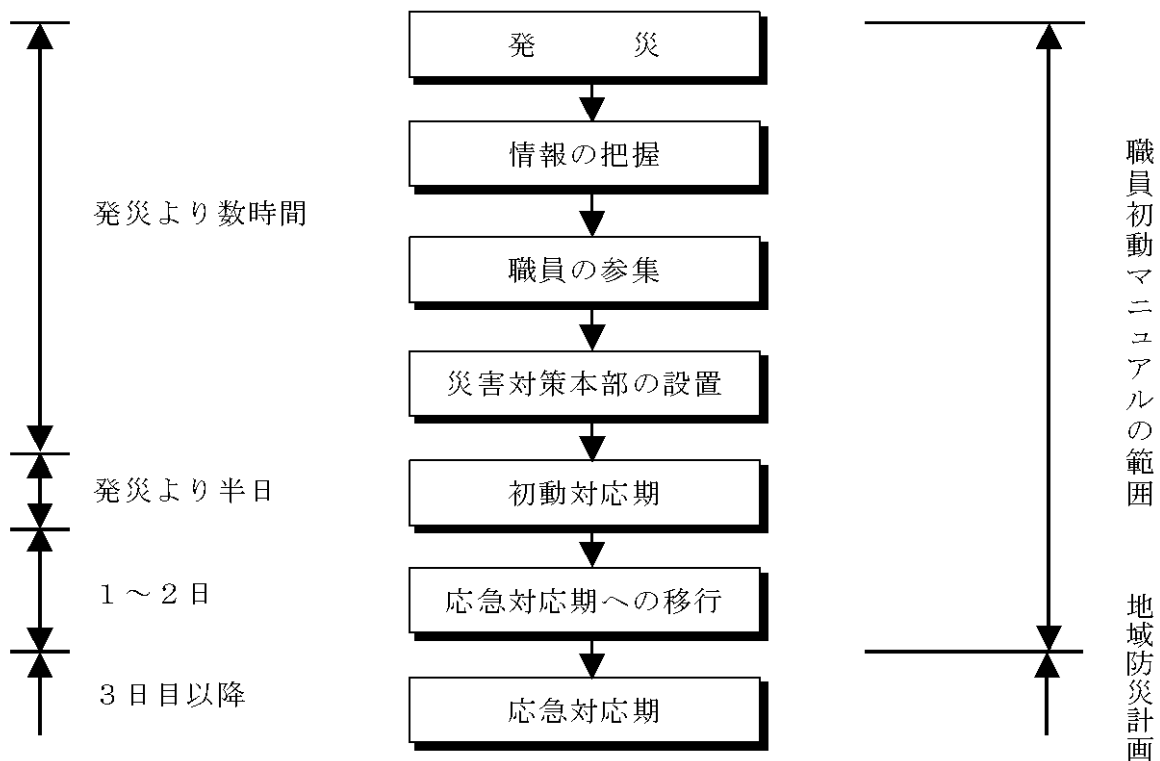 発　　　災
情報の把握
職員の参集
災害対策本部の設置
初動対応期
応急対応期への移行
応急対応期
発災より数時間
発災より半日
１～２日
３日目以降
職員初動マニュアルの範囲
地域防災計画